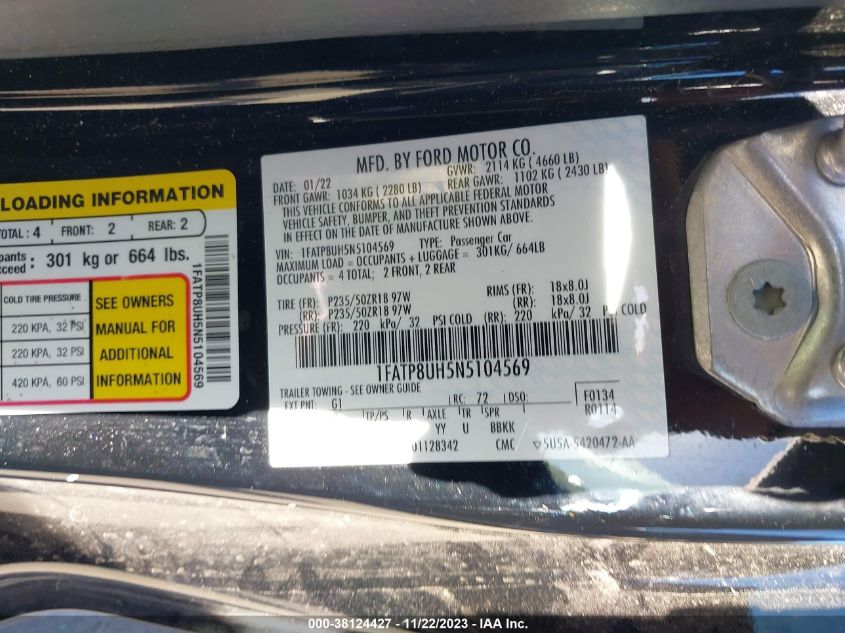 LOADING INFORMATION
TOTAL: 4 FRONT: 2 REAR: 2
301 kg or 664 lbs.
COLD TIRE PRESSURE
220 KPA, 32 PSI
220 KPA, 32 PSI
420 KPA, 60 PSI
SEE OWNERS
MANUAL FOR
ADDITIONAL
INFORMATION
1FATP8UH5N5104569
MFD. BY FORD MOTOR CO.
DATE: 01/22 GVWR: 2114 KG ( 4660 LB)
FRONT GAWR: 1034 KG ( 2280 LB) REAR GAWR: 1102 KG ( 2430 LB)
THIS VEHICLE CONFORMS TO ALL APPLICABLE FEDERAL MOTOR
VEHICLE SAFETY, BUMPER, AND THEFT PREVENTION STANDARDS
IN EFFECT ON THE DATE OF MANUFACTURE SHOWN ABOVE.
VIN: 1FATP8UH5N5104569 TYPE: Passenger Car
MAXIMUM LOAD = OCCUPANTS + LUGGAGE = 301KG/ 664LB
OCCUPANTS = 4 TOTAL; 2 FRONT, 2 REAR
TIRE (FR): P235/50ZR18 97W RIMS (FR): 18x8.0J
(RR): P235/50ZR18 97W (RR): 18x8.0J
PRESSURE (FR): 220 kPa/ 32 PSI COLD (RR): 220 kPa/ 32 PSI COLD
1FATP8UH5N5104569
TRAILER TOWING - SEE OWNER GUIDE
EXT PNT: G1 RC: 72 DSO: F0134
R0114
TP/PS R AXLE TR SPR
YY U BBKK
01128342 CMC 5U5A-5420472-AA
000-38124427 - 11/22/2023 - IAA Inc.